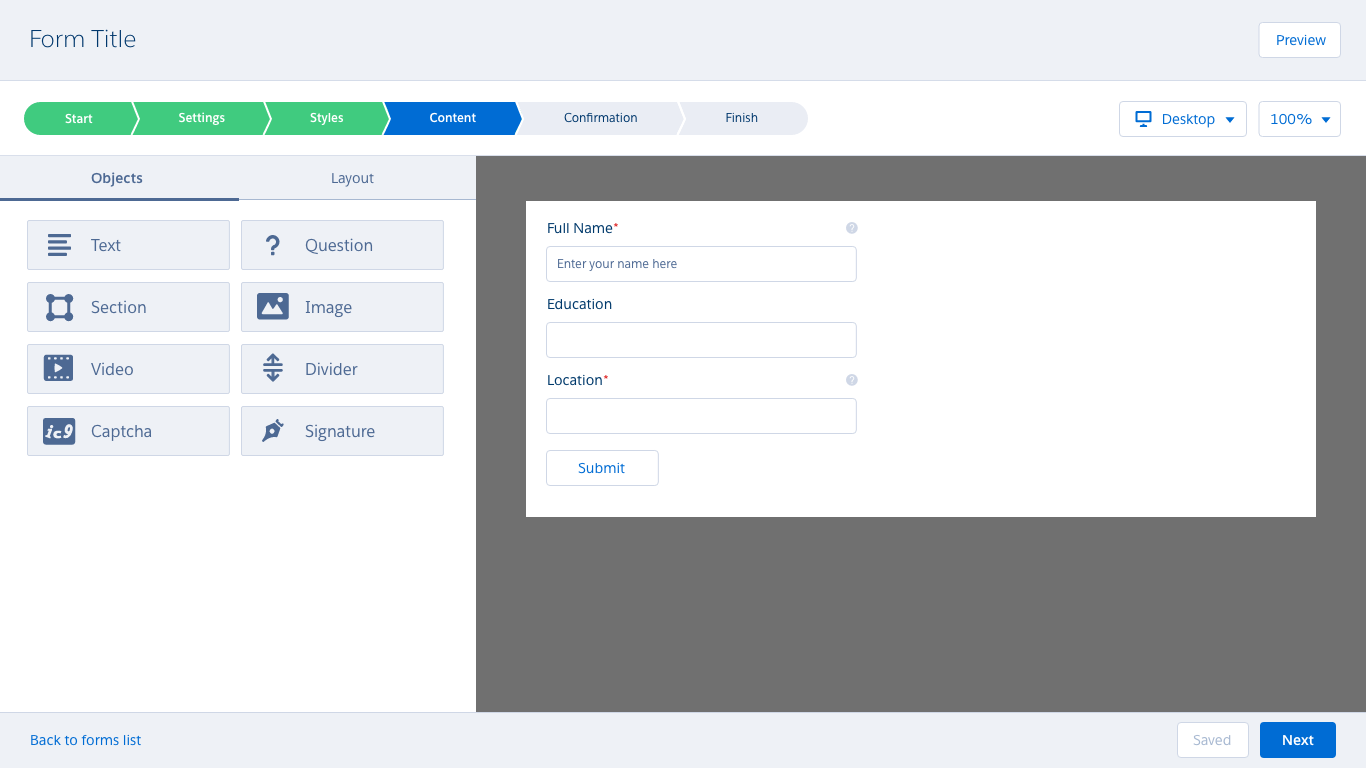 Form Title
Preview
Start Settings Styles Content Confirmation Finish
Desktop 100%
Objects Layout
Text Question
Section Image
Video Divider
ic9 Captcha Signature
Full Name* ?
Enter your name here
Education
Location* ?
Submit
Back to forms list
Saved Next